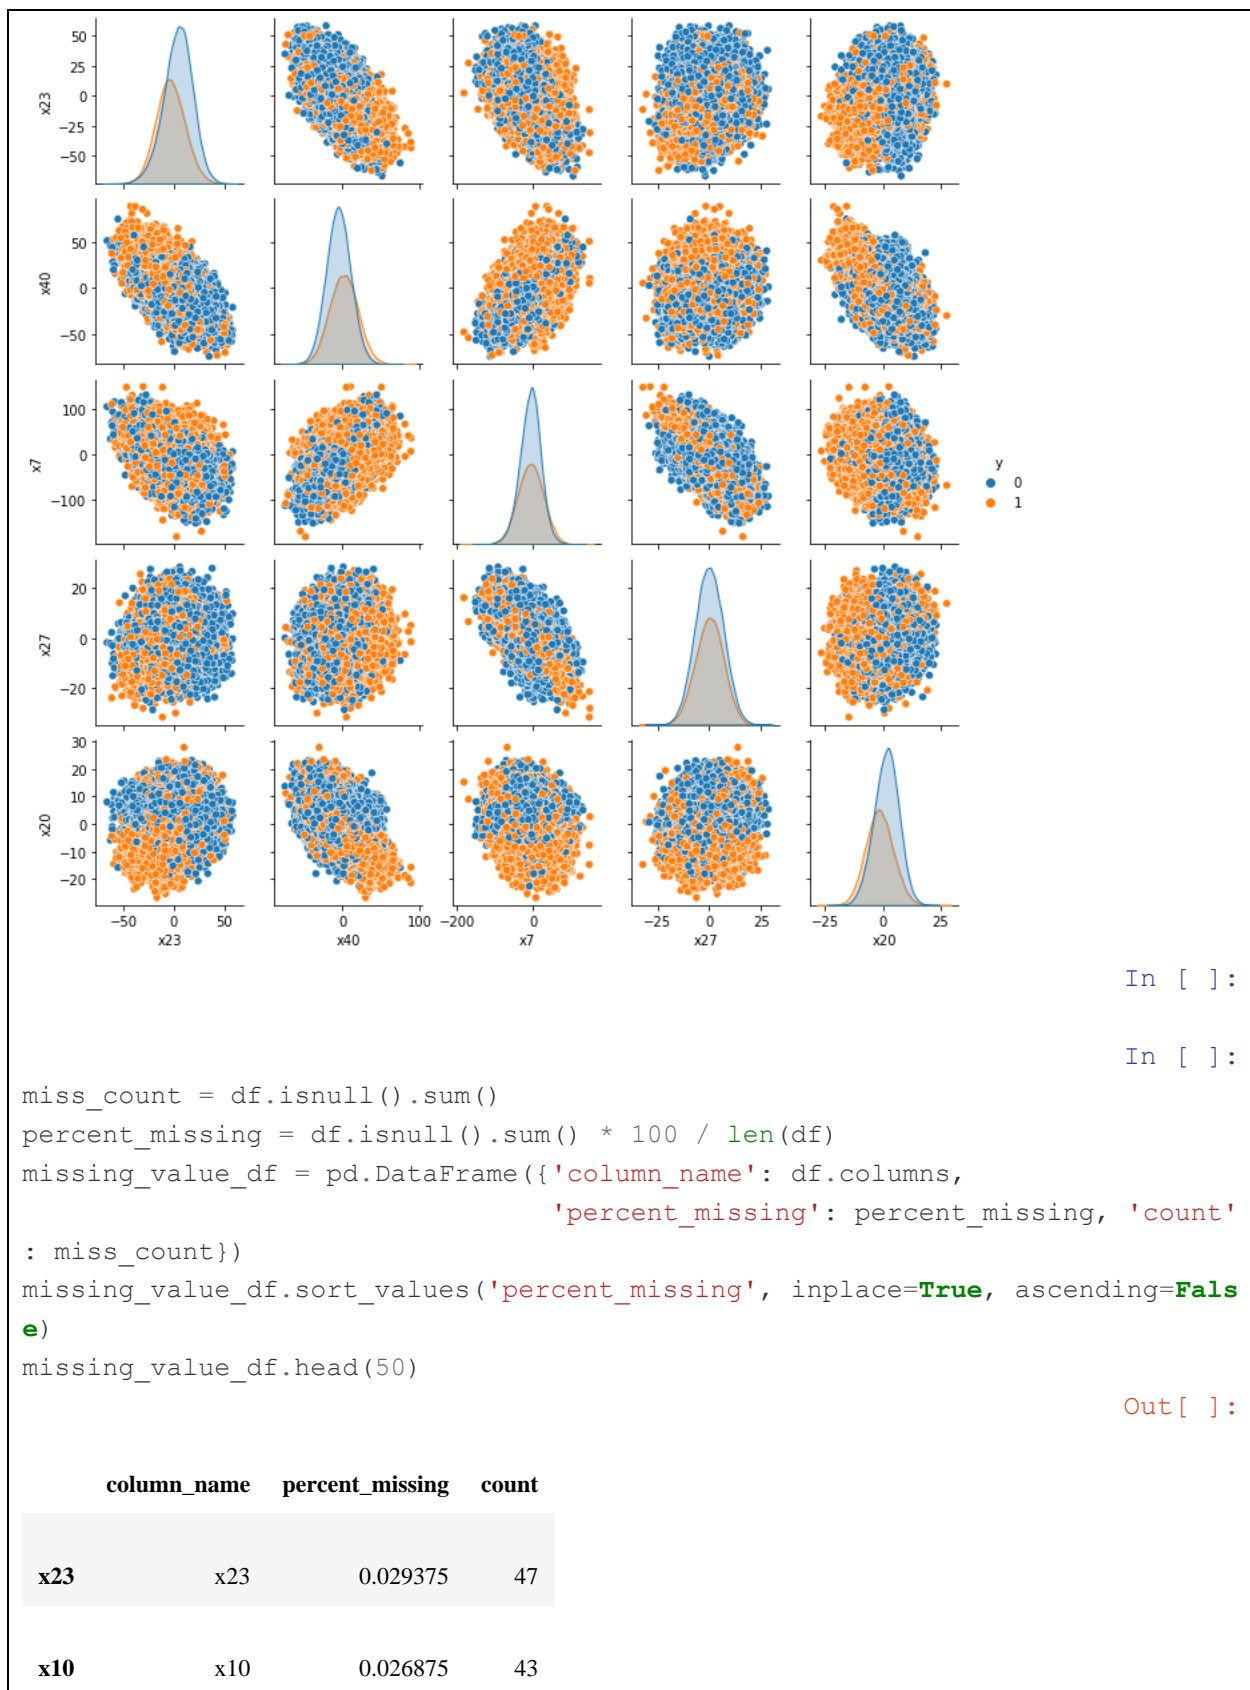 50
25
0
−25
−50
x23
50
0
−50
x40
100
0
−100
x7
y
0
1
20
0
−20
x27
30
20
10
0
−10
−20
x20
−50 0 50 0 100 −200 0 −25 0 25 −25 0 25
x23 x40 x7 x27 x20
In [ ]:
In [ ]:
miss_count = df.isnull().sum()
percent_missing = df.isnull().sum() * 100 / len(df)
missing_value_df = pd.DataFrame({'column_name': df.columns,
'percent_missing': percent_missing, 'count'
: miss_count})
missing_value_df.sort_values('percent_missing', inplace=True, ascending=Fals
e)
missing_value_df.head(50)
Out[ ]:
column_name percent_missing count
x23 x23 0.029375 47
x10 x10 0.026875 43